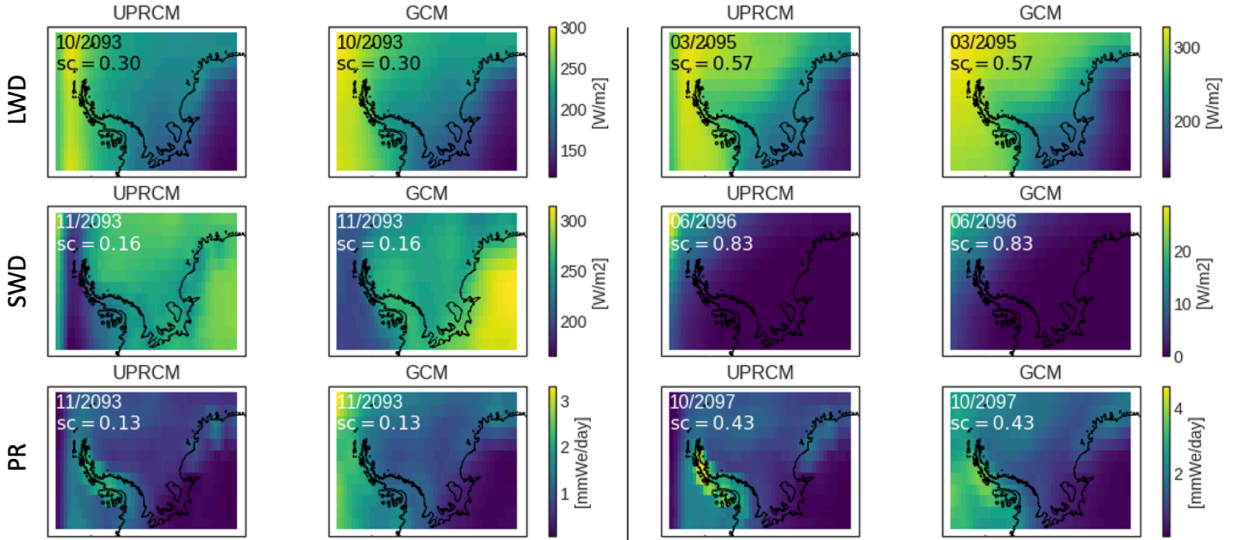 UPRCM GCM UPRCM GCM
LWD
10/2093
sc = 0.30
10/2093
sc = 0.30
300
250
200
150
[W/m2]
03/2095
sc = 0.57
03/2095
sc = 0.57
300
200
[W/m2]
UPRCM GCM UPRCM GCM
SWD
11/2093
sc = 0.16
11/2093
sc = 0.16
300
250
200
[W/m2]
06/2096
sc = 0.83
06/2096
sc = 0.83
20
10
0
[W/m2]
UPRCM GCM UPRCM GCM
PR
11/2093
sc = 0.13
11/2093
sc = 0.13
3
2
1
[mmWe/day]
10/2097
sc = 0.43
10/2097
sc = 0.43
4
2
[mmWe/day]